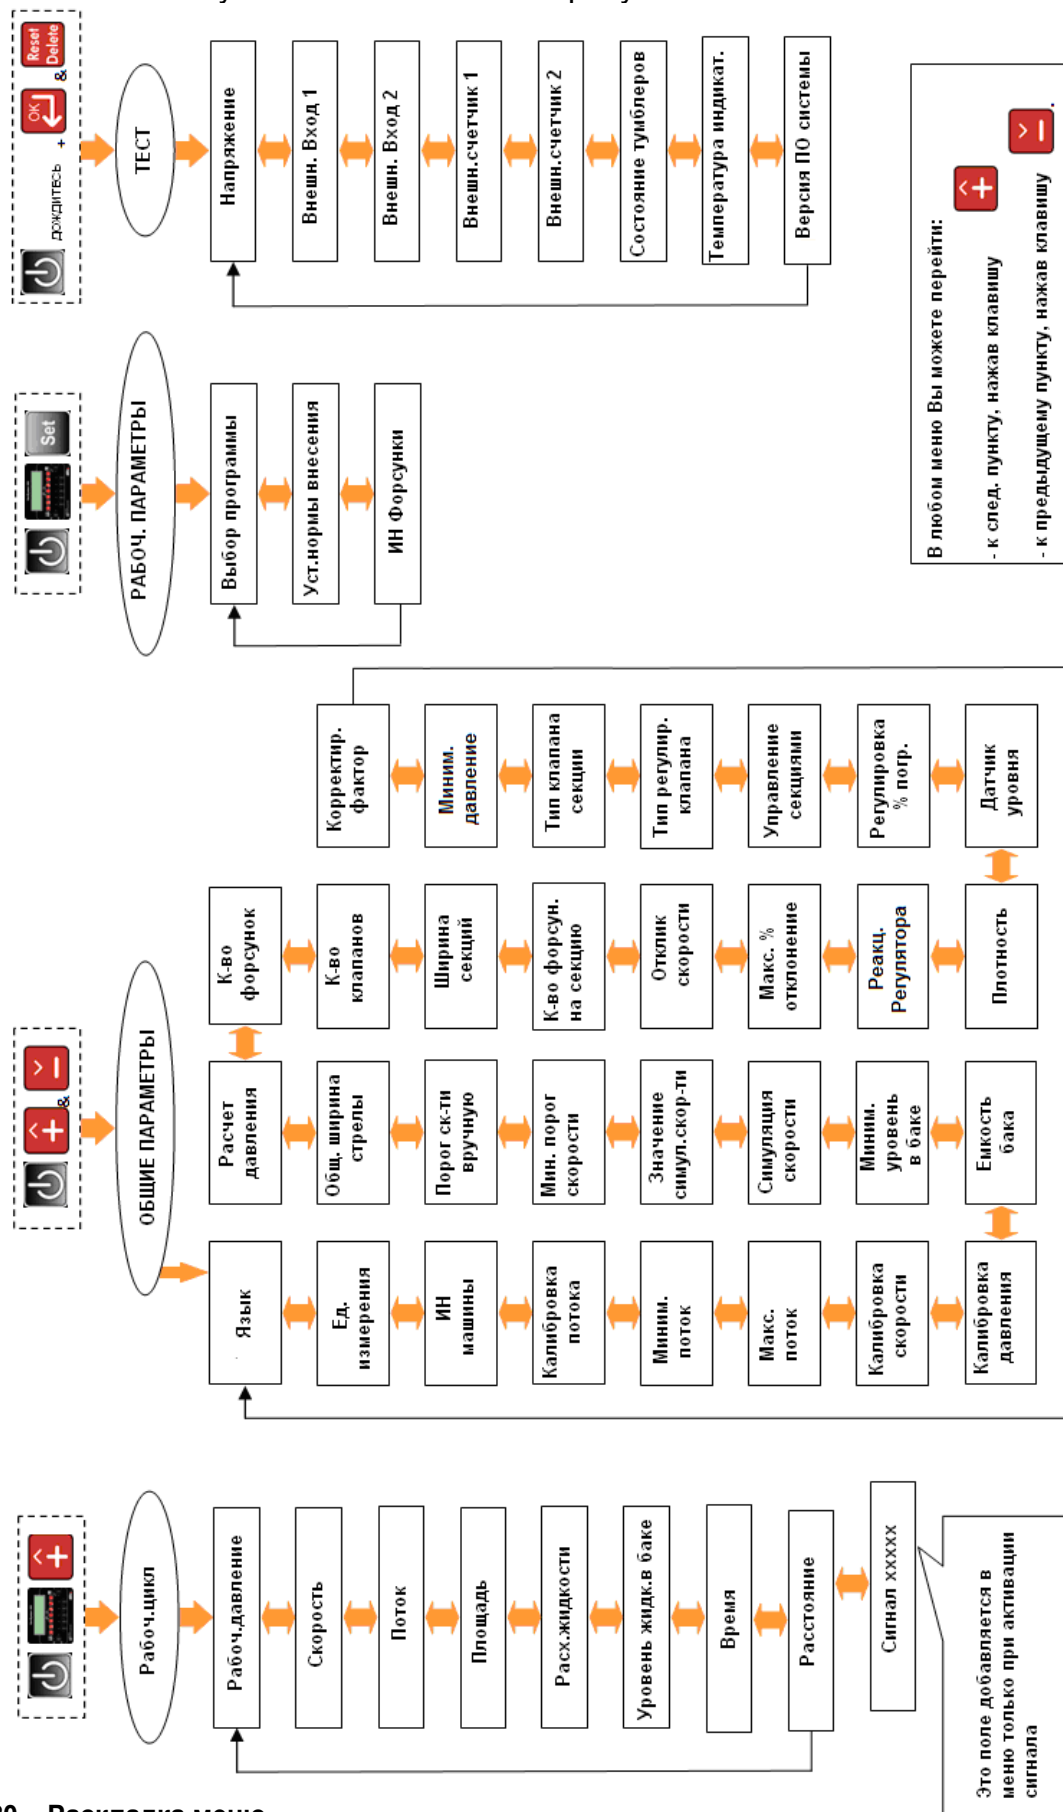 Рабоч.цикл
Рабоч.давление
Скорость
Поток
Площадь
Расх.жидкости
Уровень жидк.в баке
Время
Расстояние
Сигнал xxxxx
Это поле добавляется в
меню только при активации
сигнала
&
ОБЩИЕ ПАРАМЕТРЫ
Язык
Ед.
измерения
ИН
машины
Калибровка
потока
Миним.
поток
Макс.
поток
Калибровка
скорости
Калибровка
давления
Расчет
давления
Общ. ширина
стрелы
Порог ск-ти
вручную
Мин. порог
скорости
Значение
симул.скор-ти
Симуляция
скорости
Миним.
уровень
в баке
Емкость
бака
К-во
форсунок
К-во
клапанов
Ширина
секций
К-во форсун.
на секцию
Отклик
скорости
Макс. %
отклонение
Реакц.
Регулятора
Плотность
Корректир.
фактор
Миним.
давление
Тип клапана
секции
Тип регулир.
клапана
Управление
секциями
Регулировка
% погр.
Датчик
уровня
Set
РАБОЧ. ПАРАМЕТРЫ
Выбор программы
Уст.нормы внесения
ИН Форсунки
дождитесь + OK & Reset
Delete
ТЕСТ
Напряжение
Внешн. Вход 1
Внешн. Вход 2
Внешн.счетчик 1
Внешн.счетчик 2
Состояние тумблеров
Температура индикат.
Версия ПО системы
В любом меню Вы можете перейти:
- к след. пункту, нажав клавишу
- к предыдущему пункту, нажав клавишу .